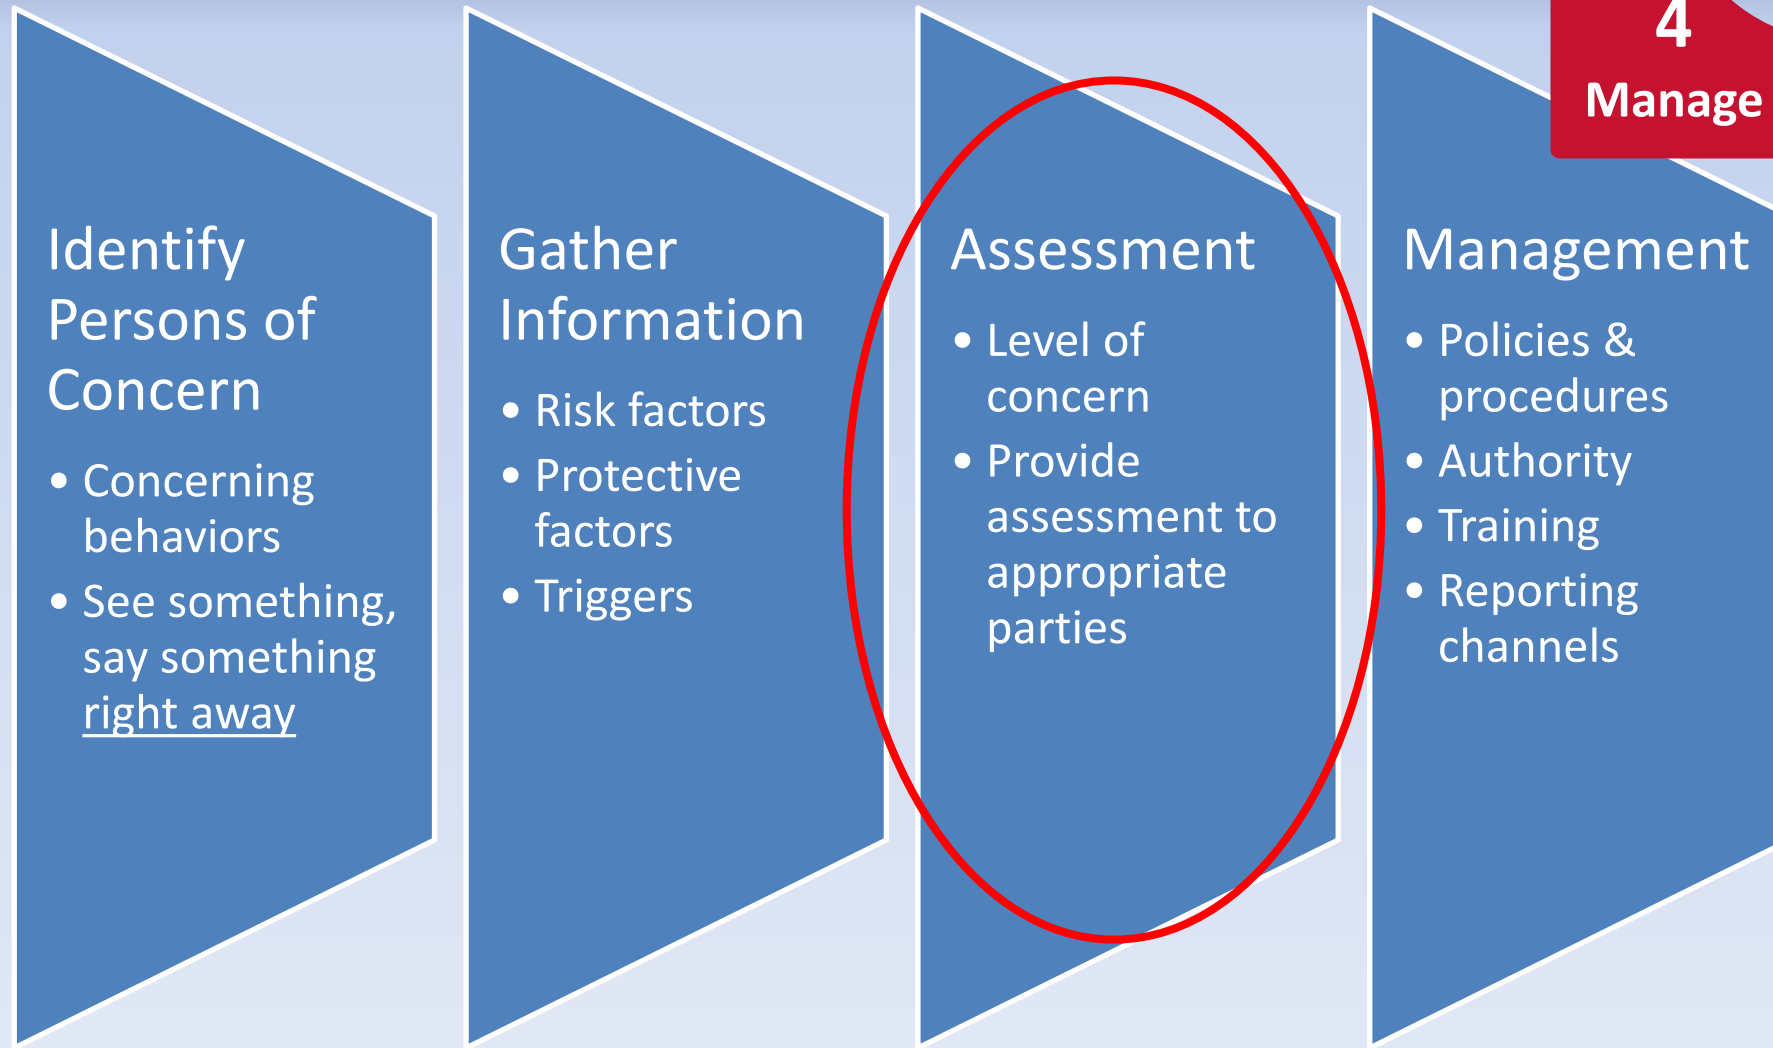 4
Manage
Identify
Persons of
Concern
• Concerning
behaviors
• See something,
say something
right away
Gather
Information
• Risk factors
• Protective
factors
• Triggers
Assessment
• Level of
concern
• Provide
assessment to
appropriate
parties
Management
• Policies &
procedures
• Authority
• Training
• Reporting
channels